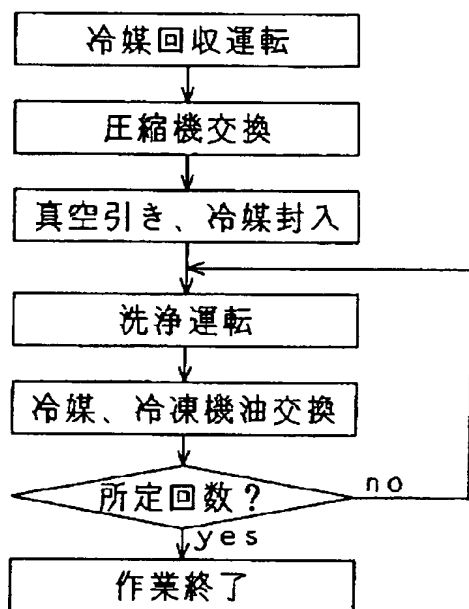 冷媒回収運転
圧縮機交換
真空引き、冷媒封入
洗浄運転
冷媒、冷凍機油交換
所定回数?
no
yes
作業終了